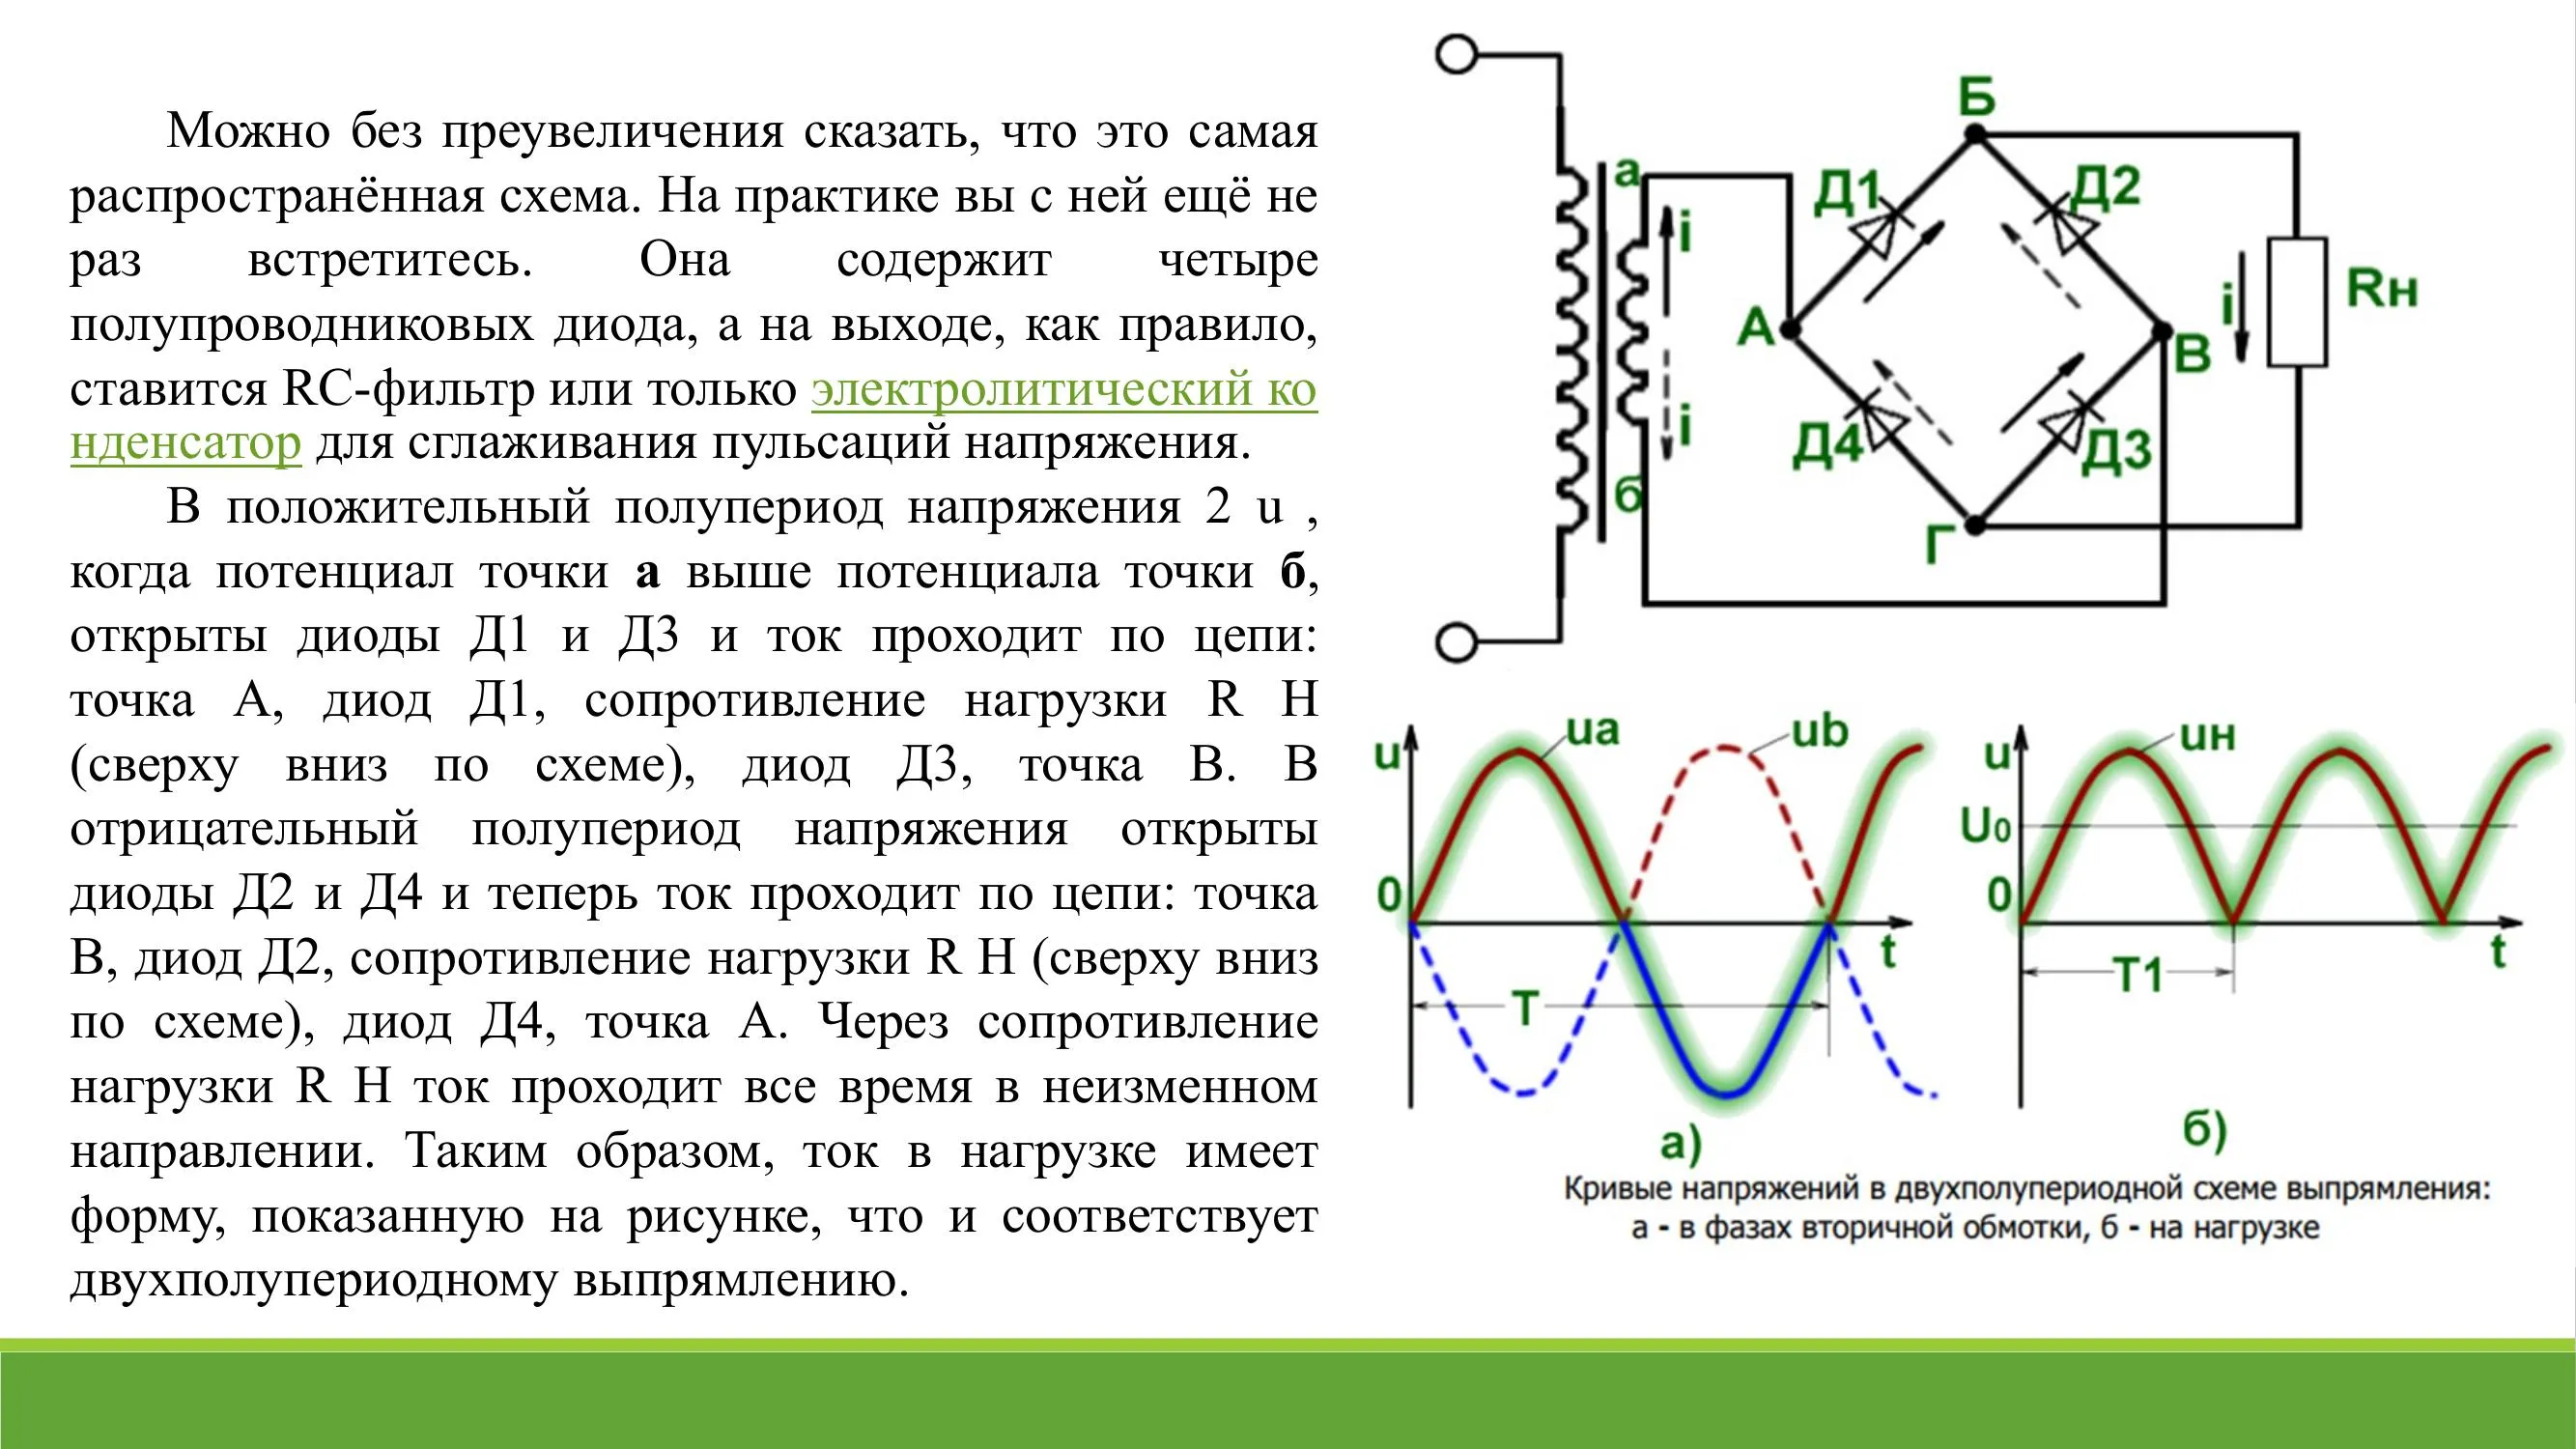 Можно без преувеличения сказать, что это самая
распространённая схема. На практике вы с ней ещё не
раз встретитесь. Она содержит четыре
полупроводниковых диода, а на выходе, как правило,
ставится RC-фильтр или только электролитический ко
нденсатор для сглаживания пульсаций напряжения.
В положительный полупериод напряжения 2 u ,
когда потенциал точки а выше потенциала точки б,
открыты диоды Д1 и Д3 и ток проходит по цепи:
точка А, диод Д1, сопротивление нагрузки R Н
(сверху вниз по схеме), диод Д3, точка В. В
отрицательный полупериод напряжения открыты
диоды Д2 и Д4 и теперь ток проходит по цепи: точка
В, диод Д2, сопротивление нагрузки R Н (сверху вниз
по схеме), диод Д4, точка А. Через сопротивление
нагрузки R Н ток проходит все время в неизменном
направлении. Таким образом, ток в нагрузке имеет
форму, показанную на рисунке, что и соответствует
двухполупериодному выпрямлению.
Б
а
Д1
Д2
i
i
Rн
А
В
i
Д4
Д3
б
Г
u
uа
ub
0
t
T
а)
u
uн
U0
0
t
T1
б)
Кривые напряжений в двухполупериодной схеме выпрямления:
а - в фазах вторичной обмотки, б - на нагрузке